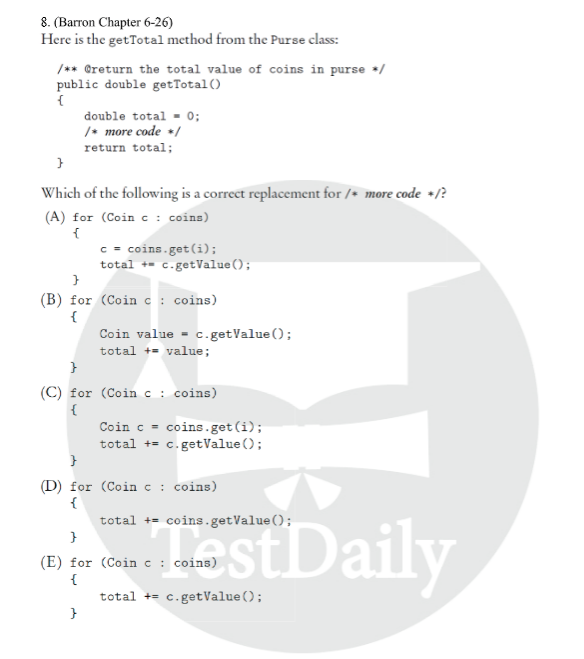 8. (Barron Chapter 6-26)
Here is the getTotal method from the Purse class:
/** @return the total value of coins in purse */
public double getTotal()
{
double total = 0;
/* more code */
return total;
}
Which of the following is a correct replacement for /* more code */?
(A) for (Coin c : coins)
{
c = coins.get(i);
total += c.getValue();
}
(B) for (Coin c : coins)
{
Coin value = c.getValue();
total += value;
}
(C) for (Coin c : coins)
{
Coin c = coins.get(i);
total += c.getValue();
}
(D) for (Coin c : coins)
{
total += coins.getValue();
}
(E) for (Coin c : coins)
{
total += c.getValue();
}
TestDaily